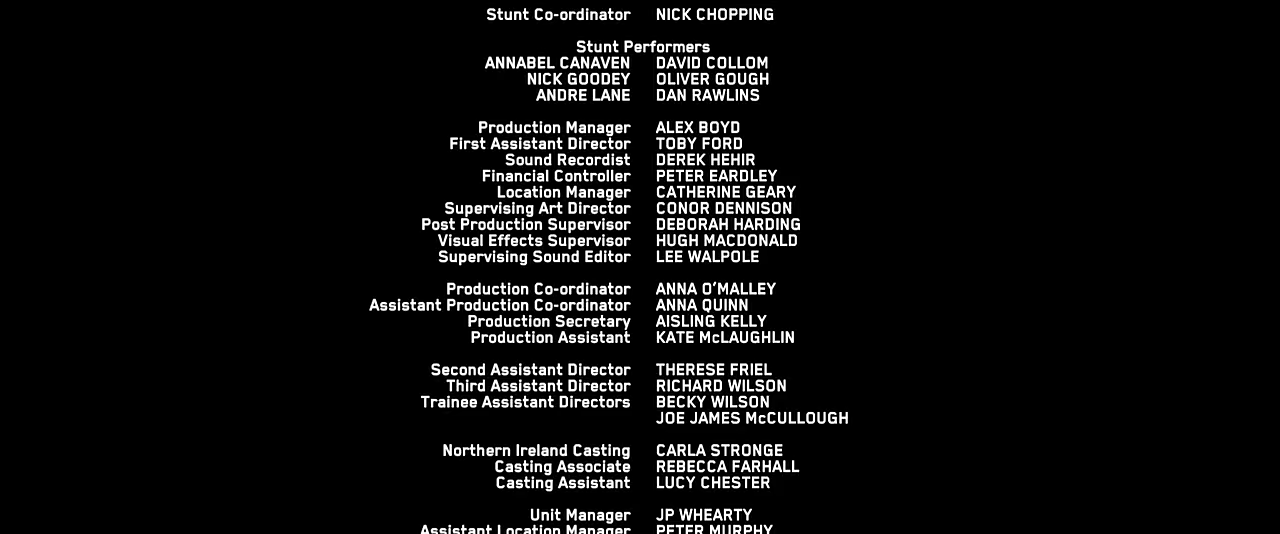 Stunt Co-ordinator NICK CHOPPING
Stunt Performers
ANNABEL CANAVEN DAVID COLLOM
NICK GOODEY OLIVER GOUGH
ANDRE LANE DAN RAWLINS
Production Manager ALEX BOYD
First Assistant Director TOBY FORD
Sound Recordist DEREK HEHIR
Financial Controller PETER EARDLEY
Location Manager CATHERINE GEARY
Supervising Art Director CONOR DENNISON
Post Production Supervisor DEBORAH HARDING
Visual Effects Supervisor HUGH MACDONALD
Supervising Sound Editor LEE WALPOLE
Production Co-ordinator ANNA O'MALLEY
Assistant Production Co-ordinator ANNA QUINN
Production Secretary AISLING KELLY
Production Assistant KATE McLAUGHLIN
Second Assistant Director THERESE FRIEL
Third Assistant Director RICHARD WILSON
Trainee Assistant Directors BECKY WILSON
JOE JAMES McCULLOUGH
Northern Ireland Casting CARLA STRONGE
Casting Associate REBECCA FARHALL
Casting Assistant LUCY CHESTER
Unit Manager JP WHEARTY
Assistant Location Manager PETER MURPHY